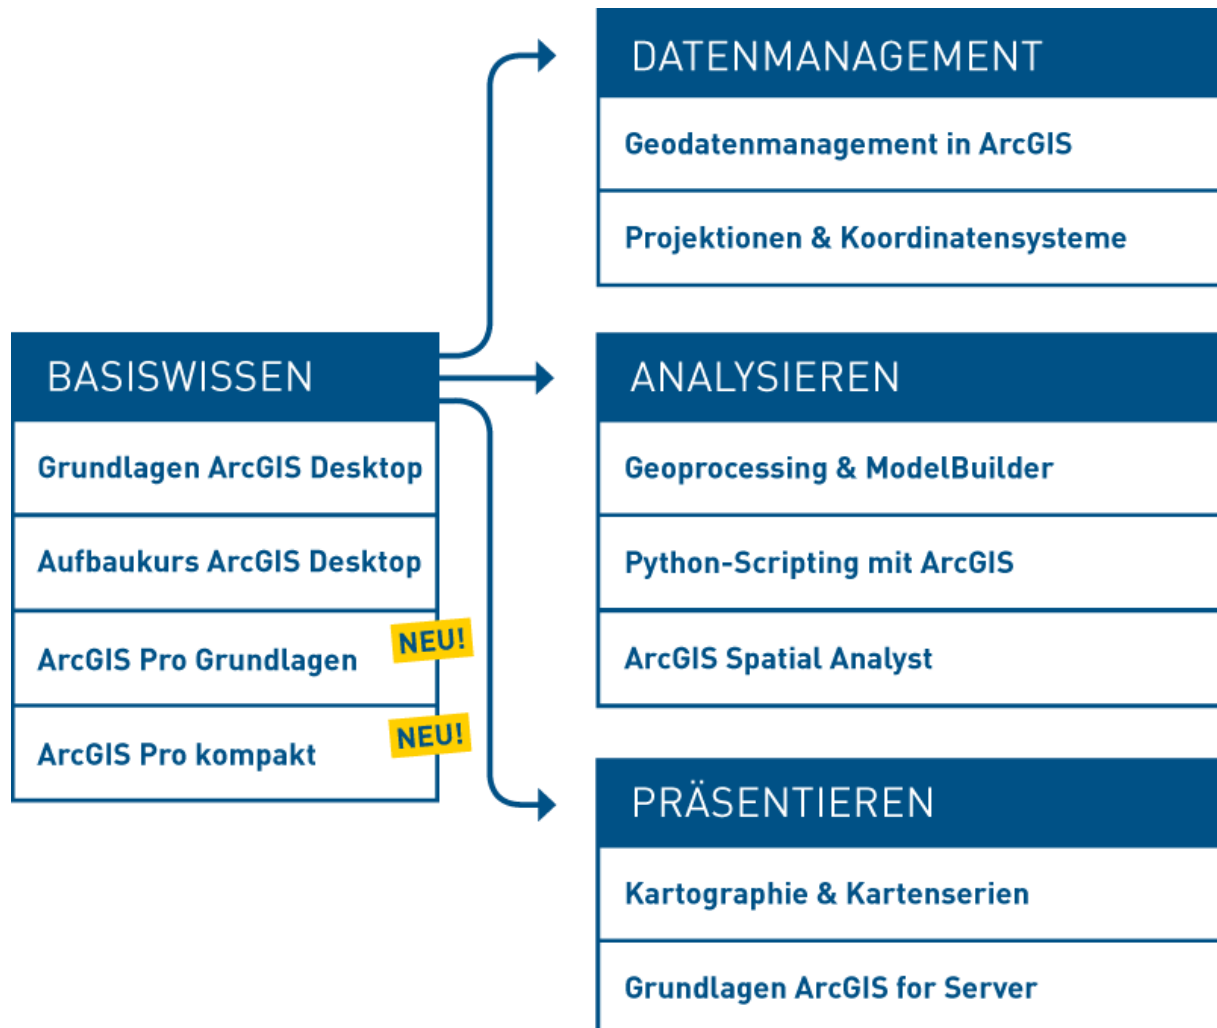 DATENMANAGEMENT
Geodatenmanagement in ArcGIS
Projektionen & Koordinatensysteme
BASISWISSEN
Grundlagen ArcGIS Desktop
Aufbaukurs ArcGIS Desktop
ArcGIS Pro Grundlagen
NEU!
ArcGIS Pro kompakt
NEU!
ANALYSIEREN
Geoprocessing & ModelBuilder
Python-Scripting mit ArcGIS
ArcGIS Spatial Analyst
PRÄSENTIEREN
Kartographie & Kartenserien
Grundlagen ArcGIS for Server